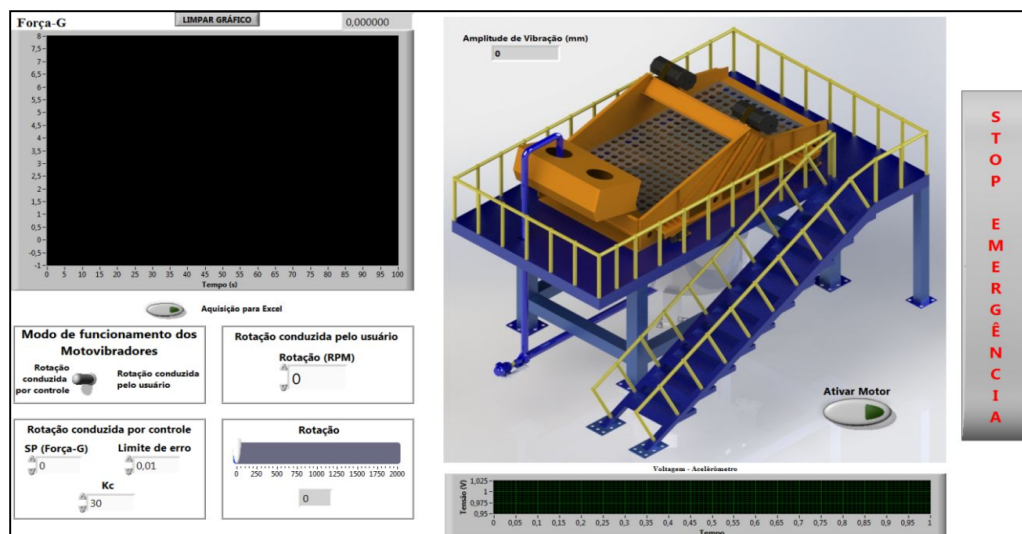 Força-G
LIMPAR GRÁFICO
0,000000
8
7,5
7
6,5
6
5,5
5
4,5
4
3,5
3
2,5
2
1,5
1
0,5
0
-0,5
-1
0 5 10 15 20 25 30 35 40 45 50 55 60 65 70 75 80 85 90 95 100
Tempo (s)
Aquisição para Excel
Modo de funcionamento dos
Motovibradores
Rotação
conduzida
por controle
Rotação conduzida
pelo usuário
Rotação conduzida pelo usuário
Rotação (RPM)
0
Rotação conduzida por controle
SP (Força-G)
Limite de erro
0
0,01
Kc
30
Rotação
0 250 500 750 1000 1250 1500 1750 2000
0
Amplitude de Vibração (mm)
0
Ativar Motor
Voltagem - Acelêrômetro
Tensão (V)
1,025
1
0,975
0,95
0 0,05 0,1 0,15 0,2 0,25 0,3 0,35 0,4 0,45 0,5 0,55 0,6 0,65 0,7 0,75 0,8 0,85 0,9 0,95 1
Tempo
STOP EMERGÊNCIA